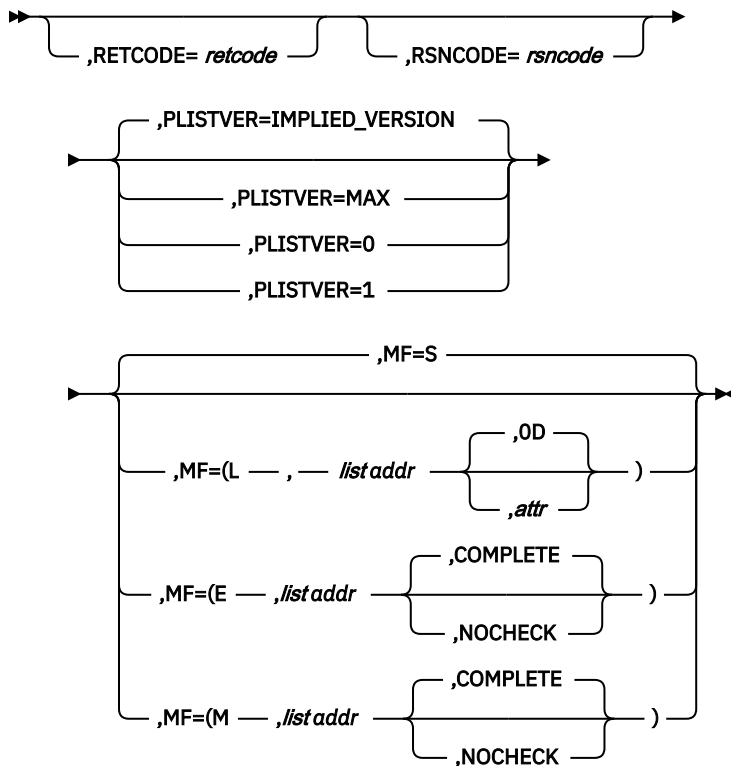 ,RETCODE= retcode ,RSNCODE= rsncode
,PLISTVER=IMPLIED_VERSION
,PLISTVER=MAX
,PLISTVER=0
,PLISTVER=1
,MF=S
,0D
,MF=(L , list addr )
,attr
,COMPLETE
,MF=(E ,list addr )
,NOCHECK
,COMPLETE
,MF=(M ,list addr )
,NOCHECK